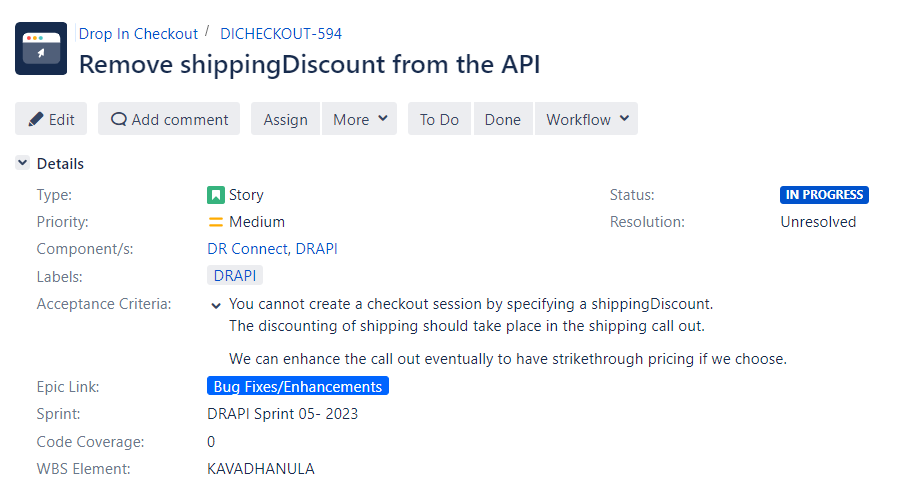 Drop In Checkout / DICHECKOUT-594
Remove shippingDiscount from the API
Edit Add comment Assign More To Do Done Workflow
Details
Type: Story Status: IN PROGRESS
Priority: Medium Resolution: Unresolved
Component/s: DR Connect, DRAPI
Labels: DRAPI
Acceptance Criteria: You cannot create a checkout session by specifying a shippingDiscount.
The discounting of shipping should take place in the shipping call out.
We can enhance the call out eventually to have strikethrough pricing if we choose.
Epic Link: Bug Fixes/Enhancements
Sprint: DRAPI Sprint 05- 2023
Code Coverage: 0
WBS Element: KAVADHANULA